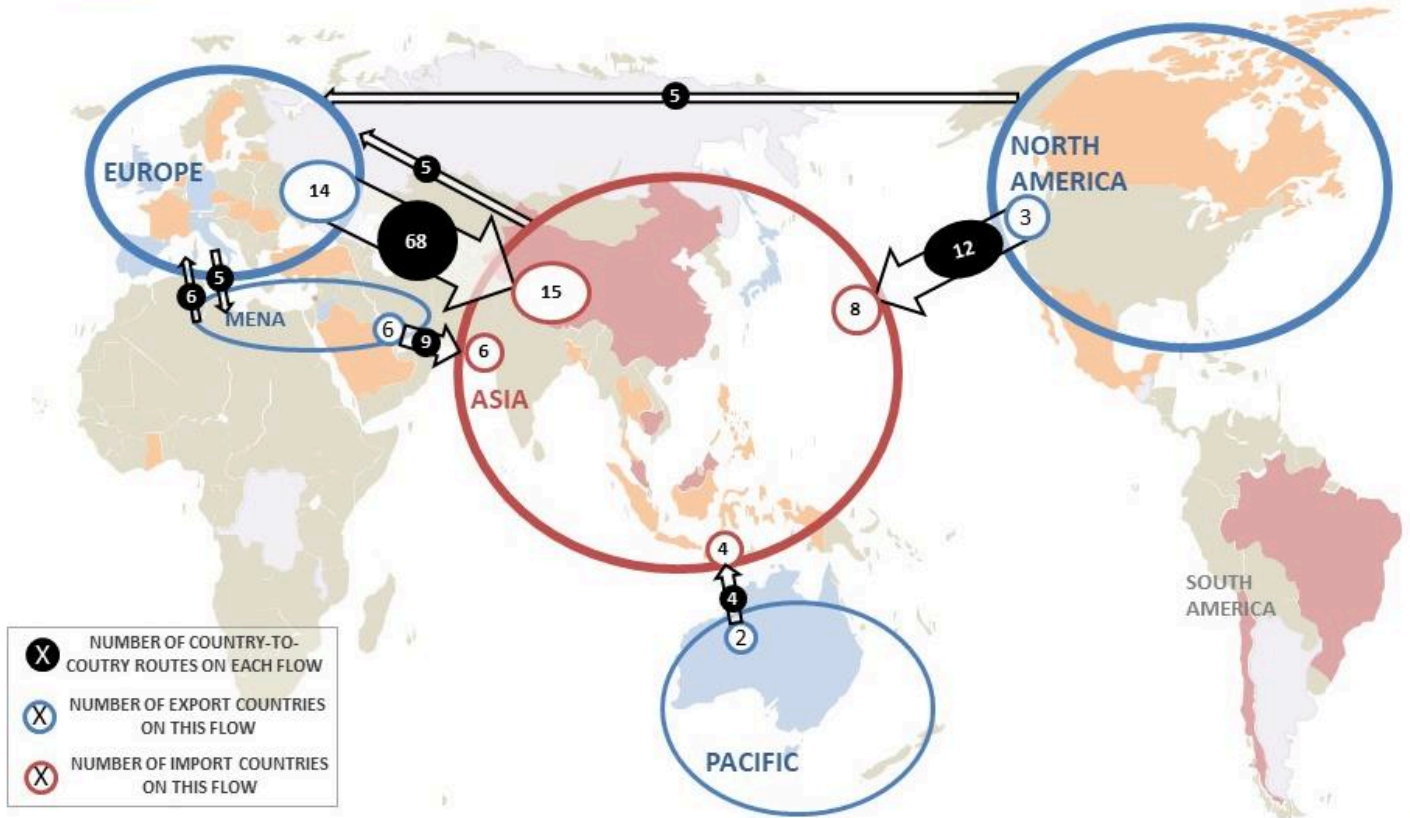 5
NORTH
AMERICA
EUROPE
5
14
3
68
12
5
15
6
8
MENA
6
9
6
ASIA
4
4
SOUTH
AMERICA
2
X
NUMBER OF COUNTRY-TO-
COUTRY ROUTES ON EACH FLOW
X
NUMBER OF EXPORT COUNTRIES
ON THIS FLOW
PACIFIC
X
NUMBER OF IMPORT COUNTRIES
ON THIS FLOW